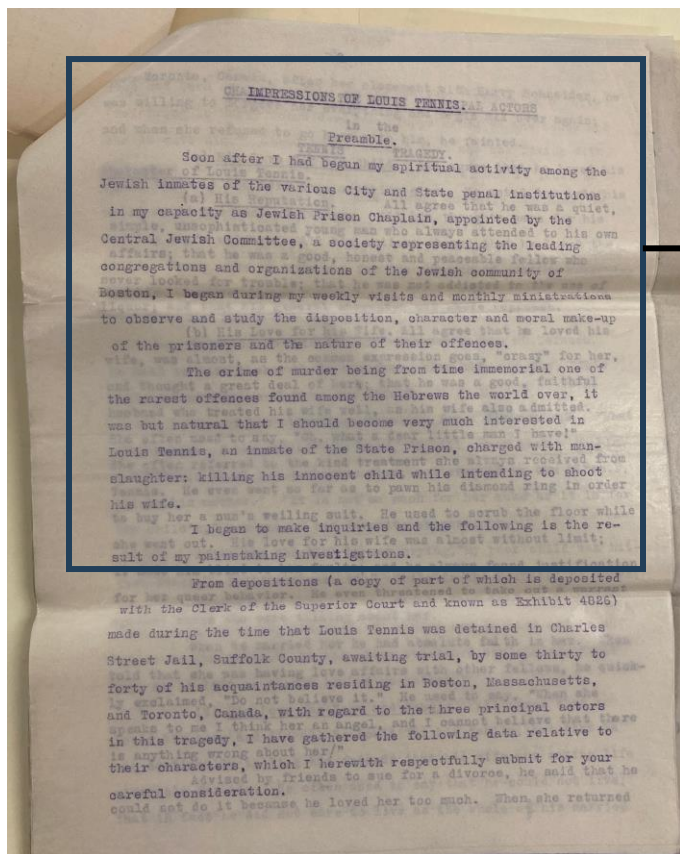 IMPRESSIONS OF LOUIS TENNIS.
Preamble.
Soon after I had begun my spiritual activity among the
Jewish inmates of the various City and State penal institutions
in my capacity as Jewish Prison Chaplain, appointed by the
Central Jewish Committee, a society representing the leading
congregations and organizations of the Jewish community of
Boston, I began during my weekly visits and monthly ministrations
to observe and study the disposition, character and moral make-up
of the prisoners and the nature of their offences.
The crime of murder being from time immemorial one of
the rarest offences found among the Hebrews the world over, it
was but natural that I should become very much interested in
Louis Tennis, an inmate of the State Prison, charged with man-
slaughter: killing his innocent child while intending to shoot
his wife.
I began to make inquiries and the following is the re-
sult of my painstaking investigations.
From depositions (a copy of part of which is deposited
with the Clerk of the Superior Court and known as Exhibit 4826)
made during the time that Louis Tennis was detained in Charles
Street Jail, Suffolk County, awaiting trial, by some thirty to
forty of his acquaintances residing in Boston, Massachusetts,
and Toronto, Canada, with regard to the three principal actors
in this tragedy, I have gathered the following data relative to
their characters, which I herewith respectfully submit for your
careful consideration.